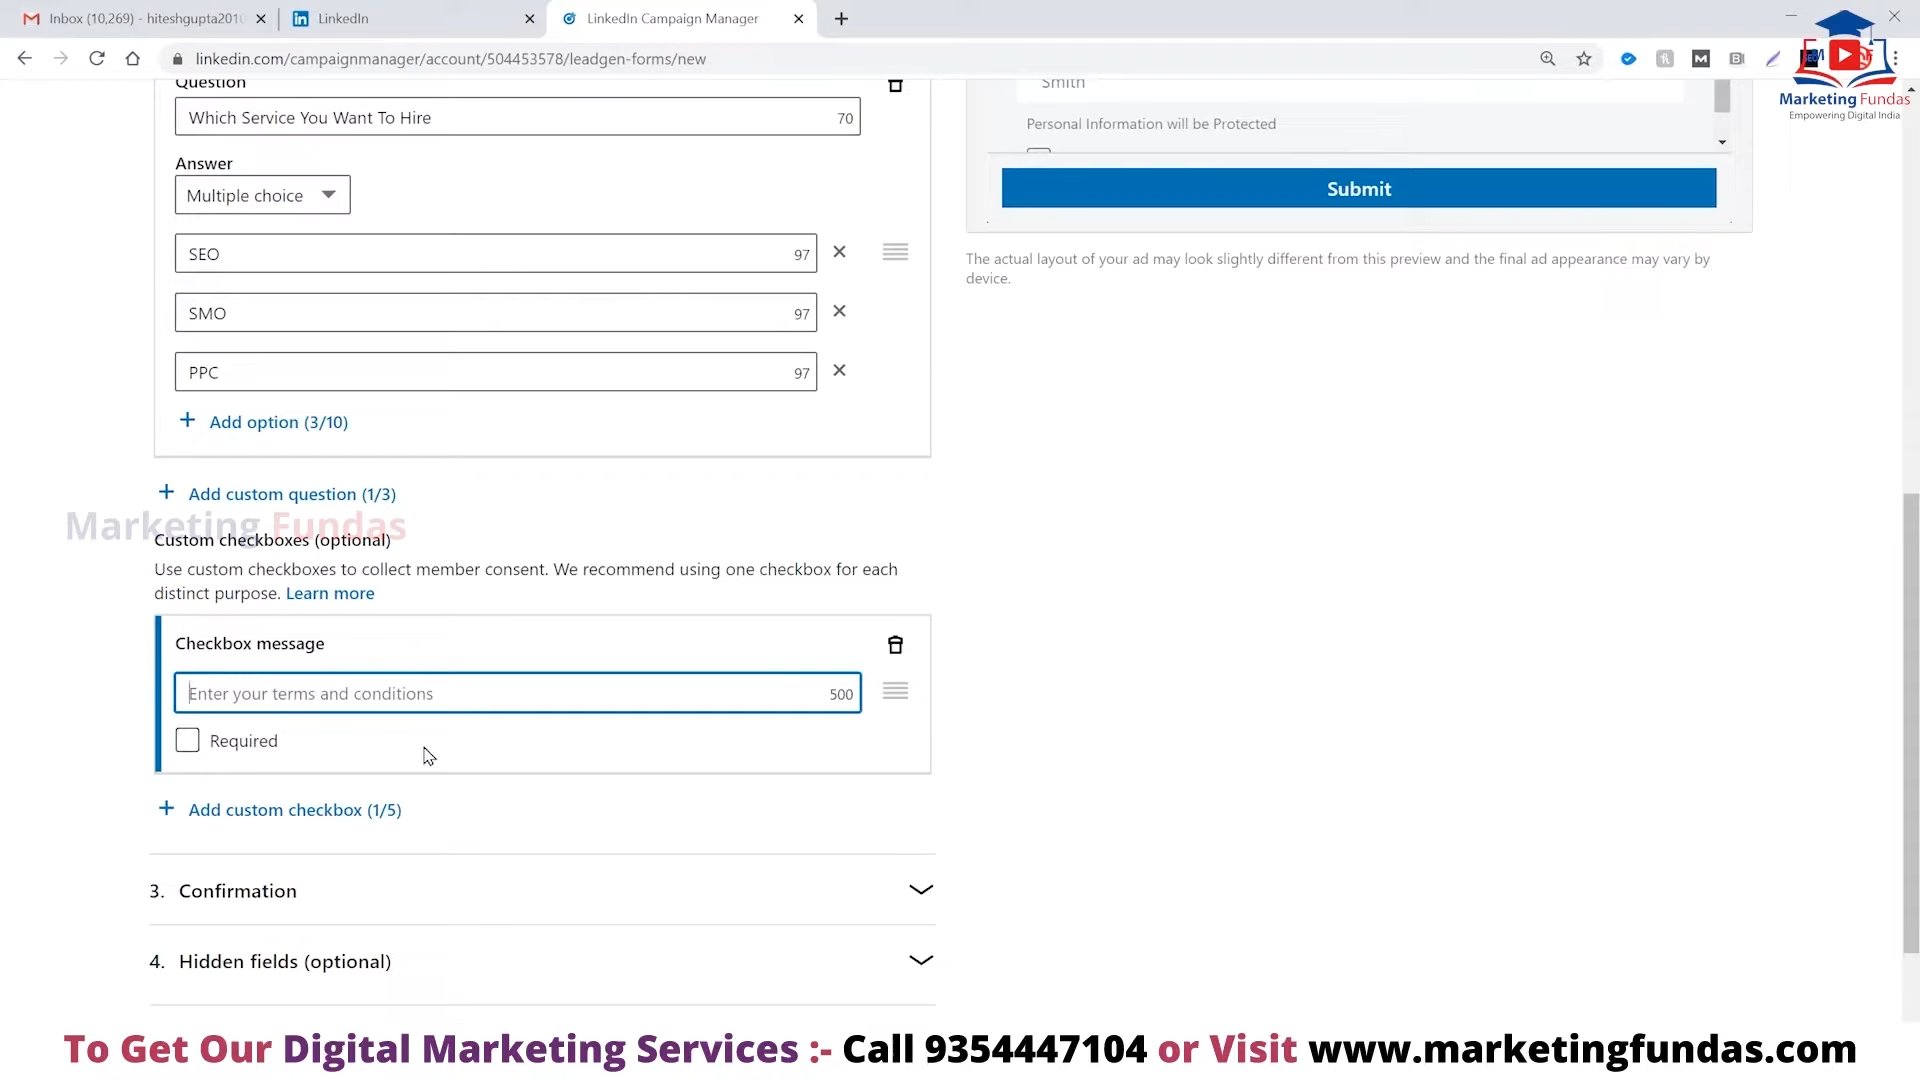 Inbox (10,269) - hiteshgupta201
LinkedIn
LinkedIn Campaign Manager
linkedin.com/campaignmanager/account/504453578/leadgen-forms/new
Marketing Fundas
Empowering Digital India
Question
Which Service You Want To Hire
70
Answer
Multiple choice
SEO
97
SMO
97
PPC
97
+ Add option (3/10)
+ Add custom question (1/3)
Marketing Fundas
Custom checkboxes (optional)
Use custom checkboxes to collect member consent. We recommend using one checkbox for each
distinct purpose. Learn more
Checkbox message
Enter your terms and conditions
500
Required
+ Add custom checkbox (1/5)
3. Confirmation
4. Hidden fields (optional)
Smith
Personal Information will be Protected
Submit
The actual layout of your ad may look slightly different from this preview and the final ad appearance may vary by
device.
To Get Our Digital Marketing Services :- Call 9354447104 or Visit www.marketingfundas.com